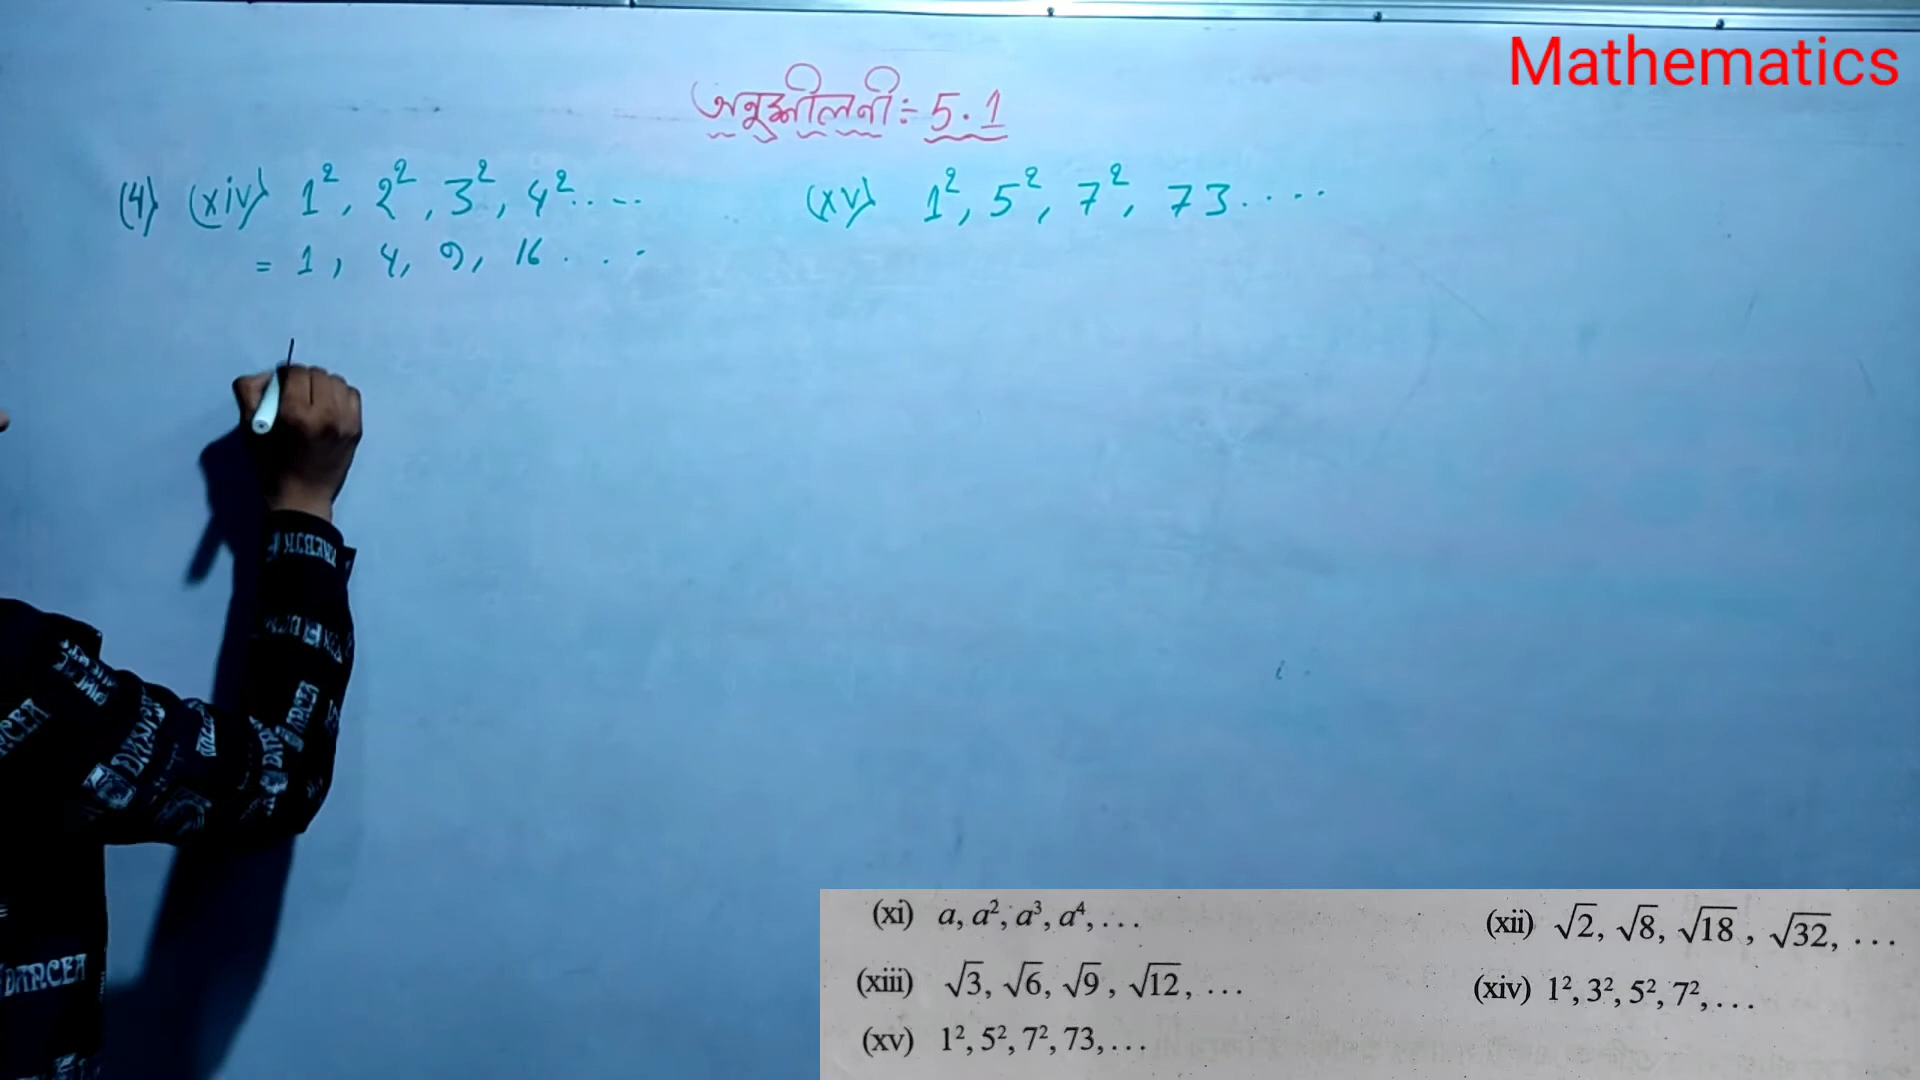 Mathematics
অনুশীলনী ÷ 5.1
(4) (xiv) 1², 2², 3², 4² .....
= 1, 4, 9, 16 . . .
(xv) 1², 5², 7², 73 ....
(xi) a, a², a³, a⁴, . . .
(xii) √2, √8, √18 , √32, . . .
(xiii) √3, √6, √9 , √12, . . .
(xiv) 1², 3², 5², 7², . . .
(xv) 1², 5², 7², 73, . . .
DARCEA